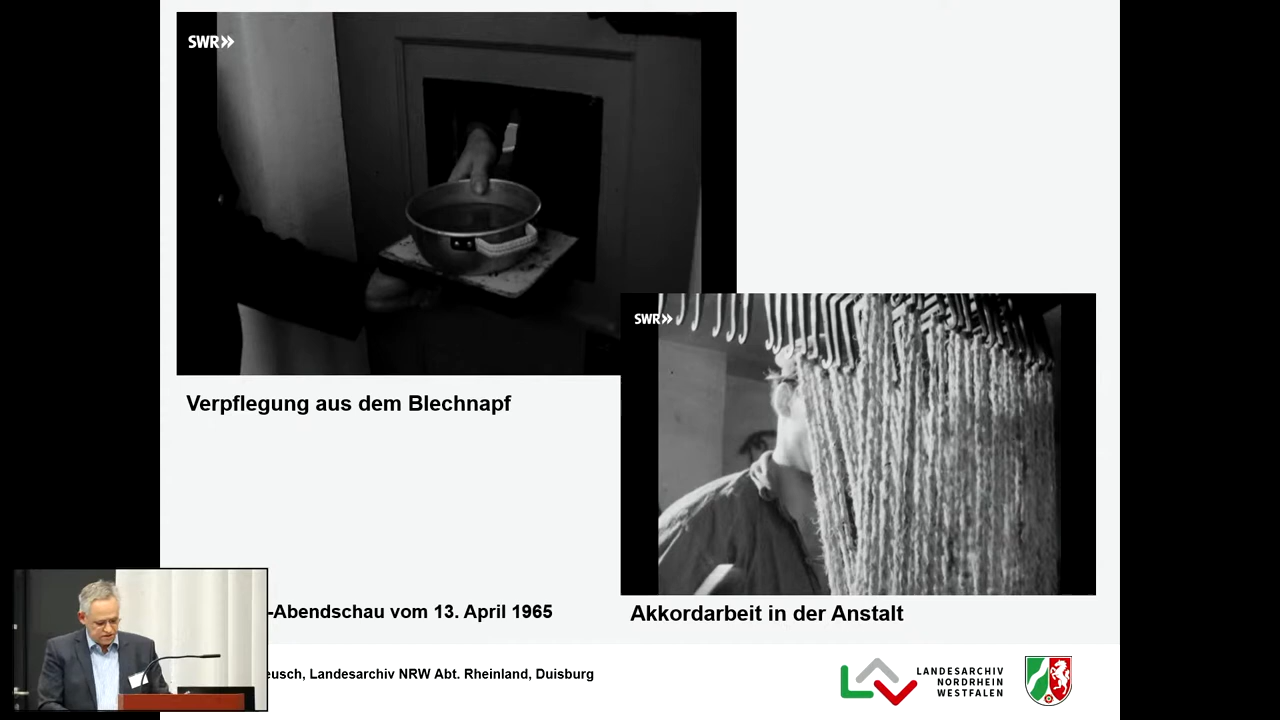 SWR»
Verpflegung aus dem Blechnapf
SWR»
-Abendschau vom 13. April 1965
Akkordarbeit in der Anstalt
eusch, Landesarchiv NRW Abt. Rheinland, Duisburg
LANDESARCHIV
NORDRHEIN
WESTFALEN